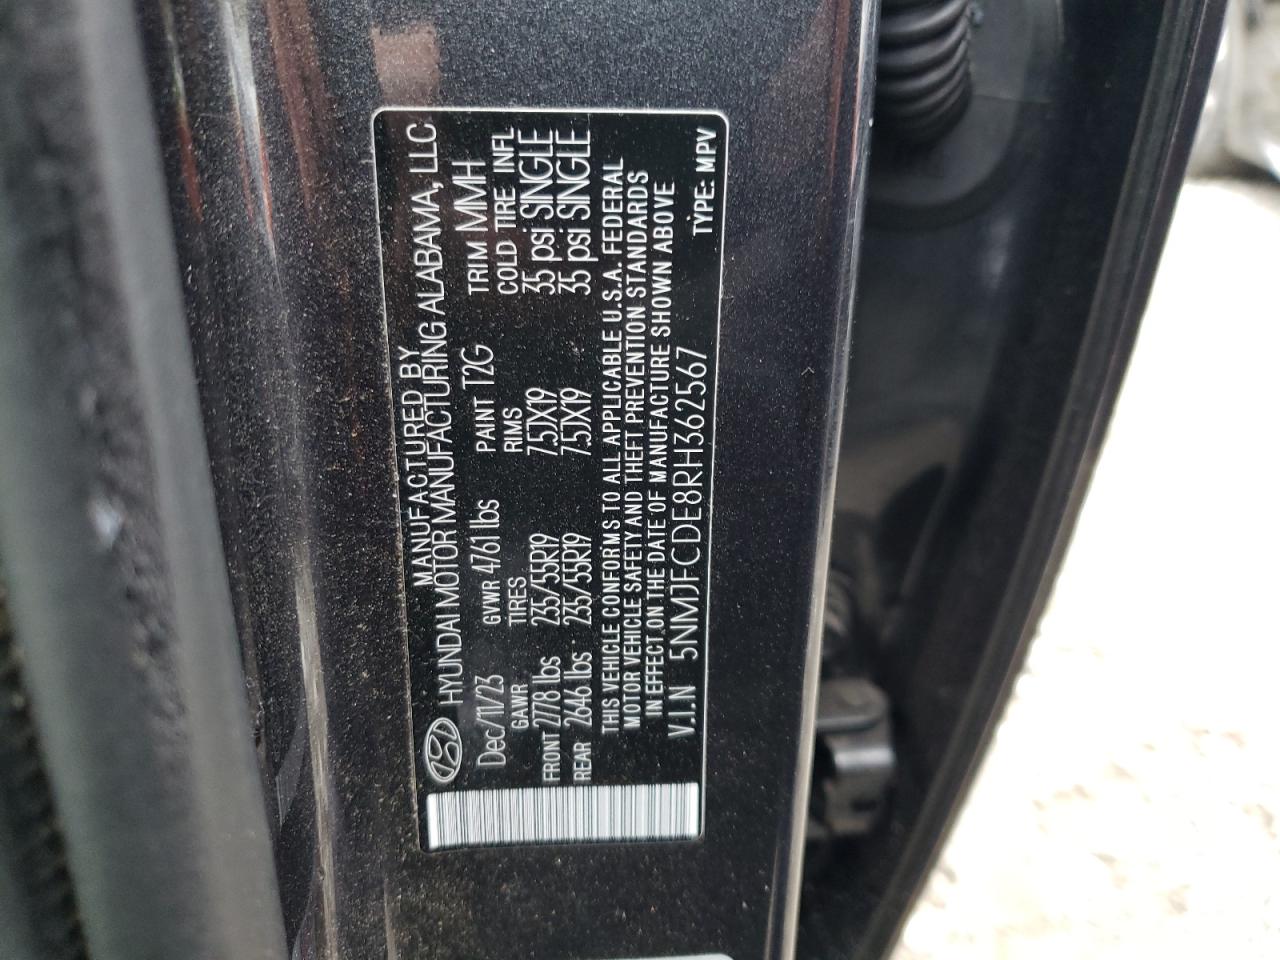 MANUFACTURED BY
HYUNDAI MOTOR MANUFACTURING ALABAMA, LLC
Dec/11/23 GVWR 4761 lbs PAINT T2G TRIM MMH
GAWR TIRES RIMS COLD TIRE INFL
FRONT 2778 lbs 235/55R19 7.5JX19 35 psi SINGLE
REAR 2646 lbs 235/55R19 7.5JX19 35 psi SINGLE
THIS VEHICLE CONFORMS TO ALL APPLICABLE U.S.A. FEDERAL
MOTOR VEHICLE SAFETY AND THEFT PREVENTION STANDARDS
IN EFFECT ON THE DATE OF MANUFACTURE SHOWN ABOVE
V.I.N 5NMJFCDE8RH362567 TYPE: MPV